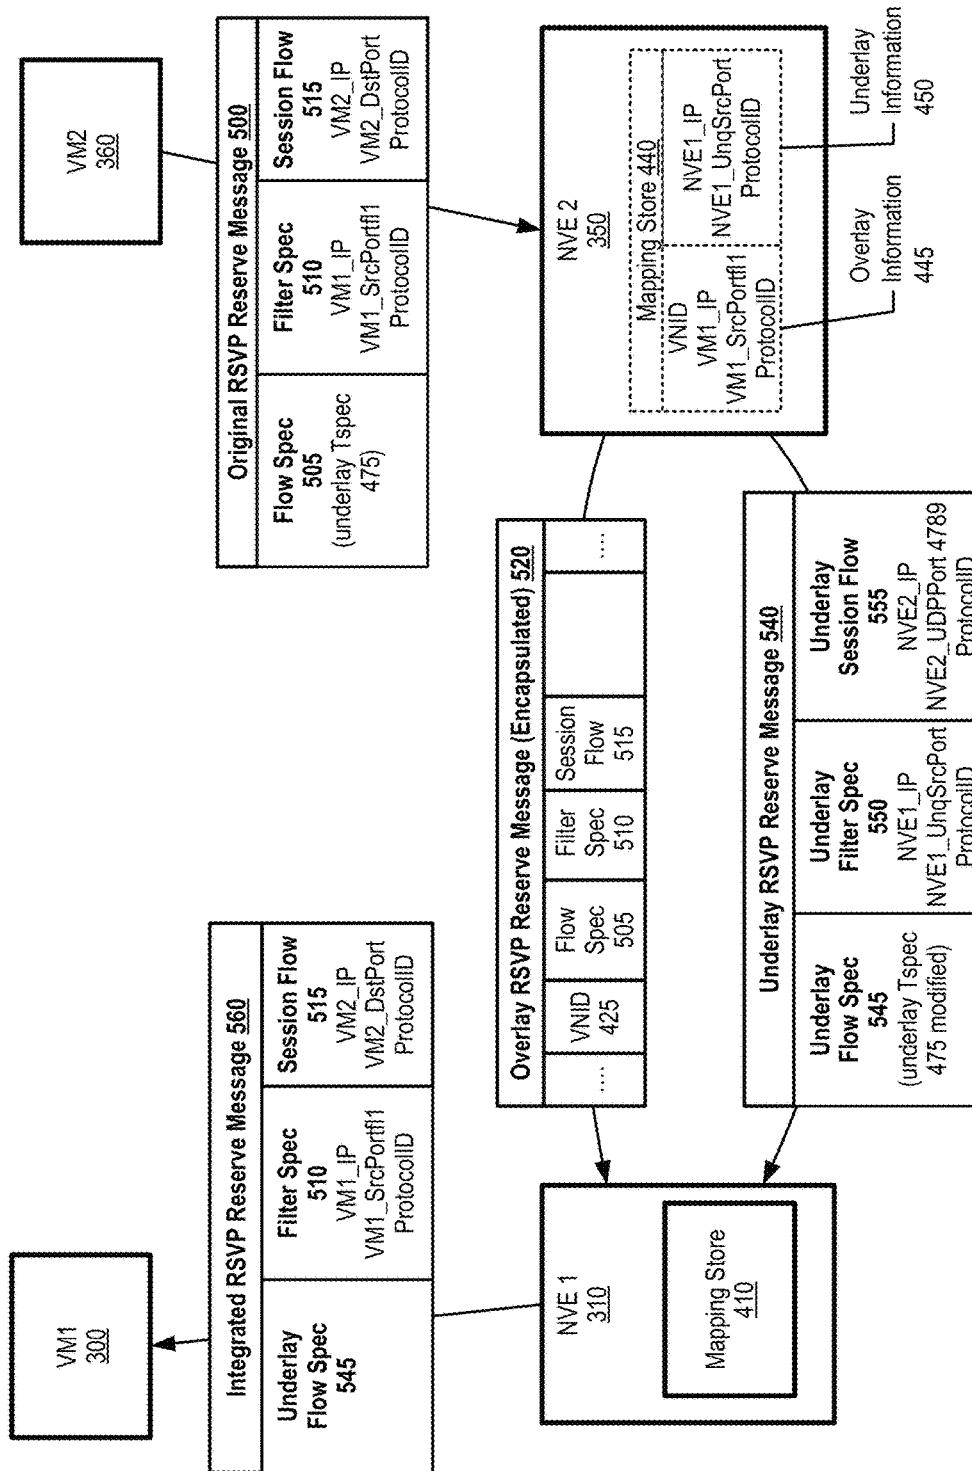 VM1
300
VM2
360
Integrated RSVP Reserve Message 560
Underlay
Flow Spec
545
Filter Spec
510
VM1_IP
VM1_SrcPortfl1
ProtocolID
Session Flow
515
VM2_IP
VM2_DstPort
ProtocolID
Original RSVP Reserve Message 500
Flow Spec
505
(underlay Tspec
475)
Filter Spec
510
VM1_IP
VM1_SrcPortfl1
ProtocolID
Session Flow
515
VM2_IP
VM2_DstPort
ProtocolID
NVE 1
310
Mapping Store
410
Overlay RSVP Reserve Message (Encapsulated) 520
....
VNID
425
Flow
Spec
505
Filter
Spec
510
Session
Flow
515
....
NVE 2
350
Mapping Store 440
VNID
VM1_IP
VM1_SrcPortfl1
ProtocolID
NVE1_IP
NVE1_UnqSrcPort
ProtocolID
Overlay
Information
445
Underlay
Information
450
Underlay RSVP Reserve Message 540
Underlay
Flow Spec
545
(underlay Tspec
475 modified)
Underlay
Filter Spec
550
NVE1_IP
NVE1_UnqSrcPort
ProtocolID
Underlay
Session Flow
555
NVE2_IP
NVE2_UDPPort 4789
ProtocolID